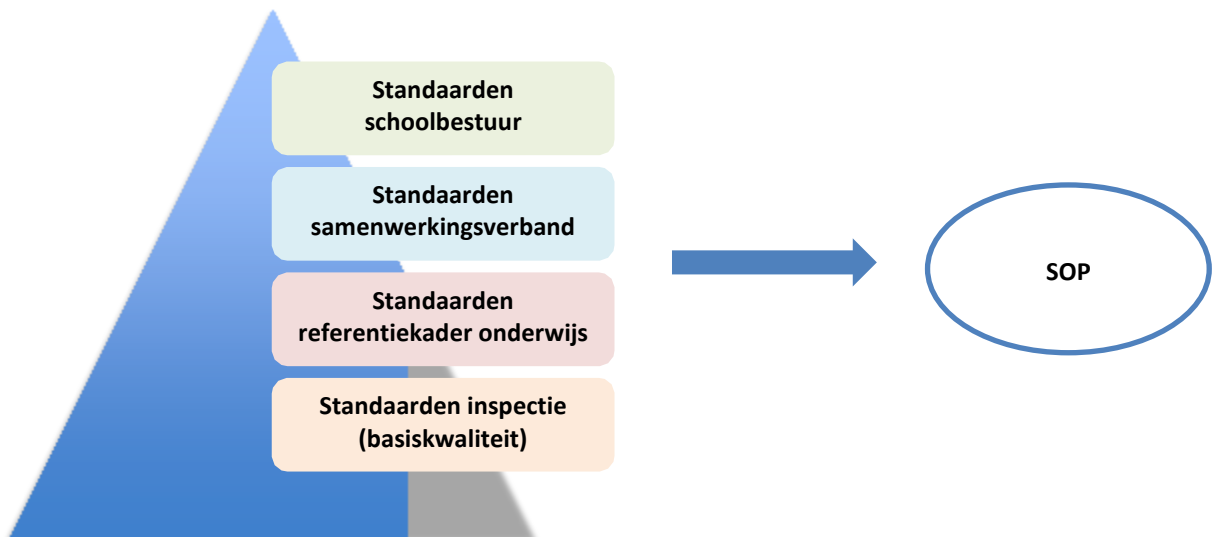 Standaarden
schoolbestuur
Standaarden
samenwerkingsverband
Standaarden
referentiekader onderwijs
Standaarden inspectie
(basiskwaliteit)
SOP